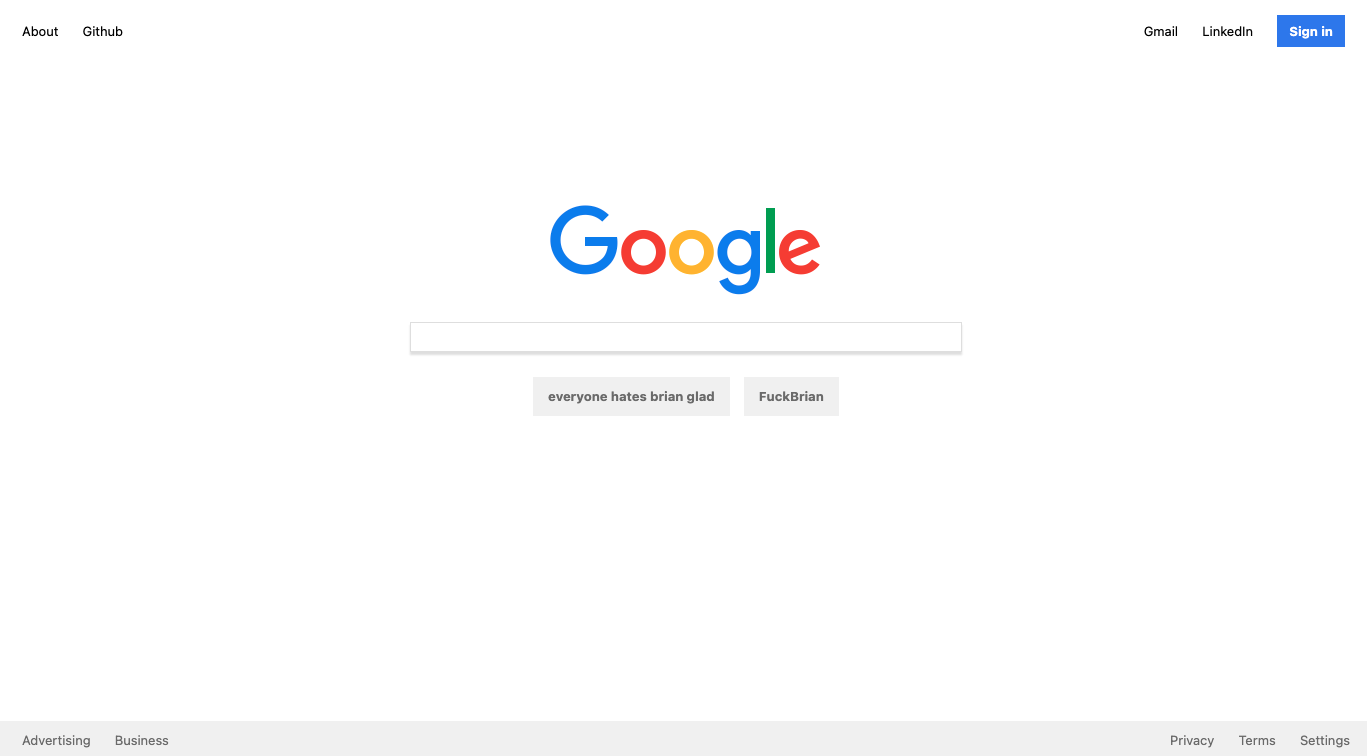 About Github Gmail LinkedIn Sign in
Google
everyone hates brian glad FuckBrian
Advertising Business Privacy Terms Settings